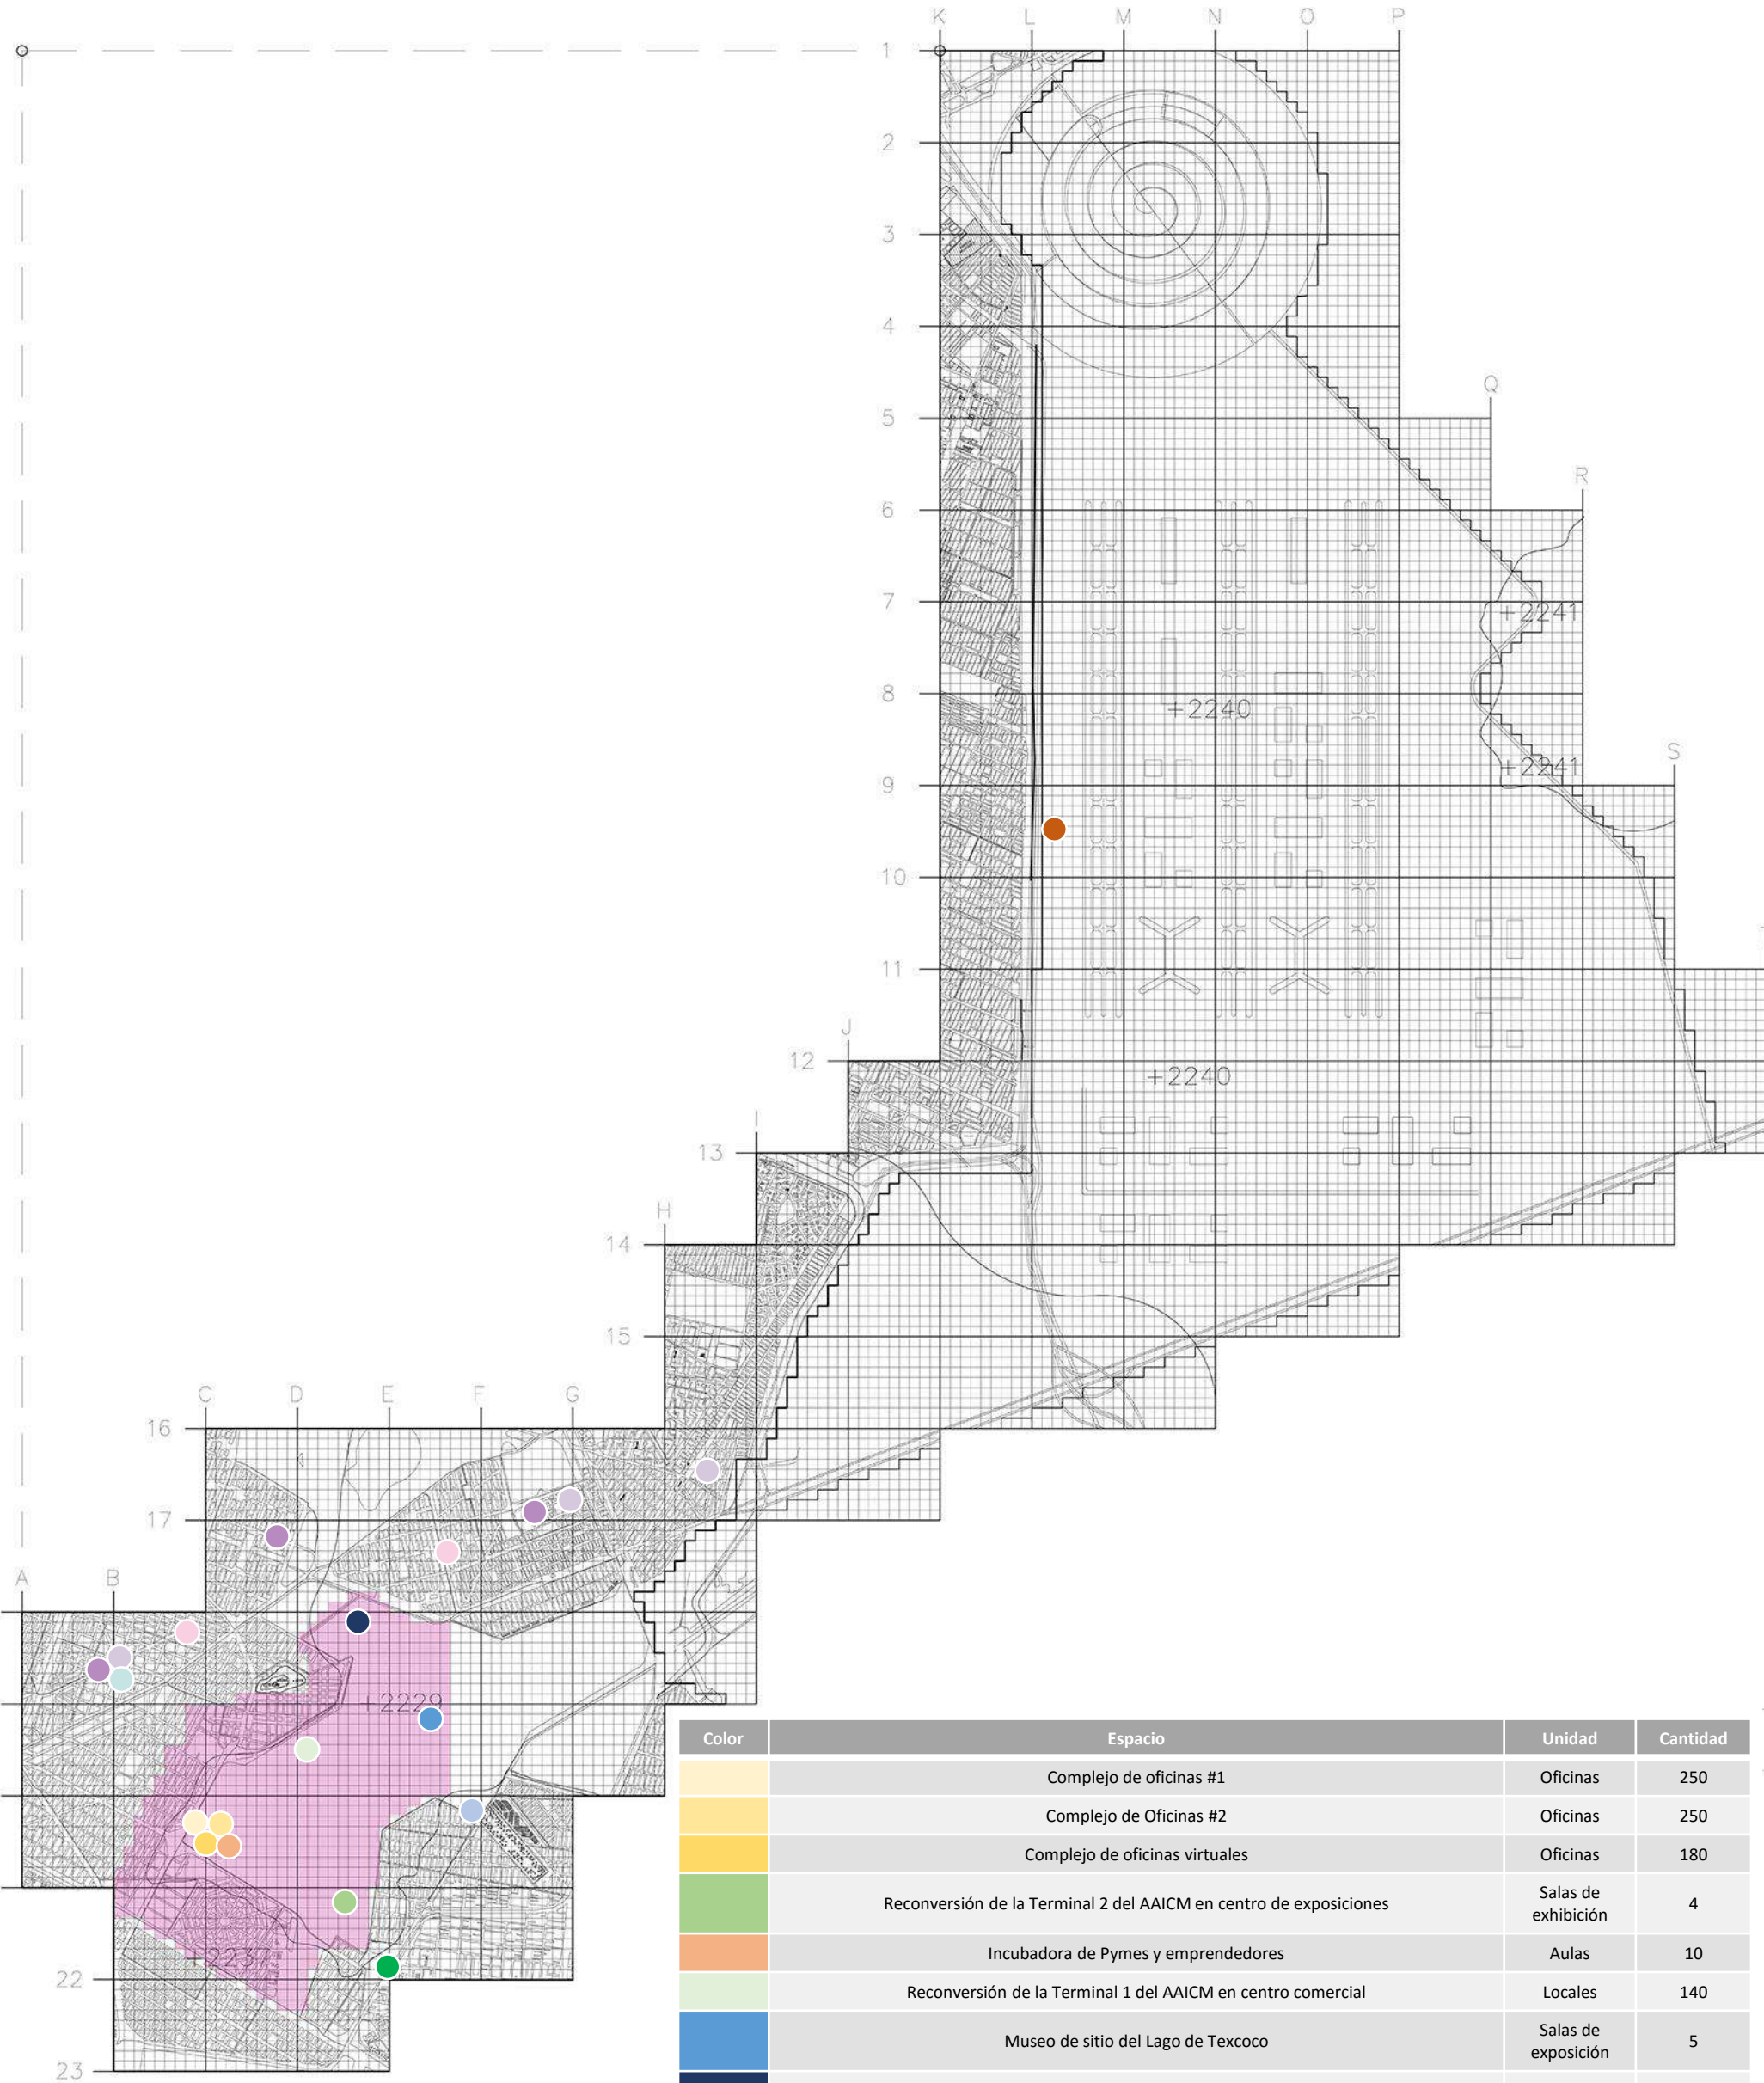 K L M N O P
1
2
3
4
Q
5
R
6
7
+2241
8
+2240
S
+2241
9
10
11
J
12
+2240
I
13
H
14
15
C D E F G
16
17
A B
+2229
+2237
22
23
Color Espacio Unidad Cantidad
Complejo de oficinas #1 Oficinas 250
Complejo de Oficinas #2 Oficinas 250
Complejo de oficinas virtuales Oficinas 180
Reconversión de la Terminal 2 del AAICM en centro de exposiciones Salas de exhibición 4
Incubadora de Pymes y emprendedores Aulas 10
Reconversión de la Terminal 1 del AAICM en centro comercial Locales 140
Museo de sitio del Lago de Texcoco Salas de exposición 5